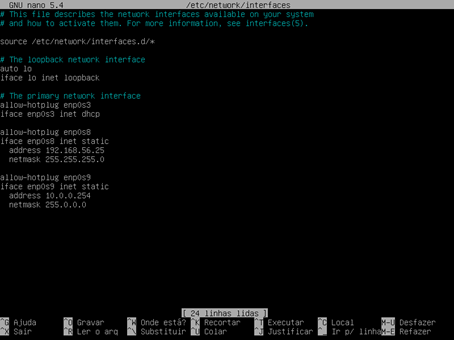 GNU nano 5.4 /etc/network/interfaces
# This file describes the network interfaces available on your system
# and how to activate them. For more information, see interfaces(5).
source /etc/network/interfaces.d/*
# The loopback network interface
auto lo
iface lo inet loopback
# The primary network interface
allow-hotplug enp0s3
iface enp0s3 inet dhcp
allow-hotplug enp0s8
iface enp0s8 inet static
address 192.168.56.25
netmask 255.255.255.0
allow-hotplug enp0s9
iface enp0s9 inet static
address 10.0.0.254
netmask 255.0.0.0
[ 24 linhas lidas ]
^G Ajuda ^O Gravar ^W Onde está? ^K Recortar ^T Executar ^C Local M-U Desfazer
^X Sair ^R Ler o arq ^\ Substituir ^U Colar ^J Justificar ^_ Ir p/ linha M-E Refazer